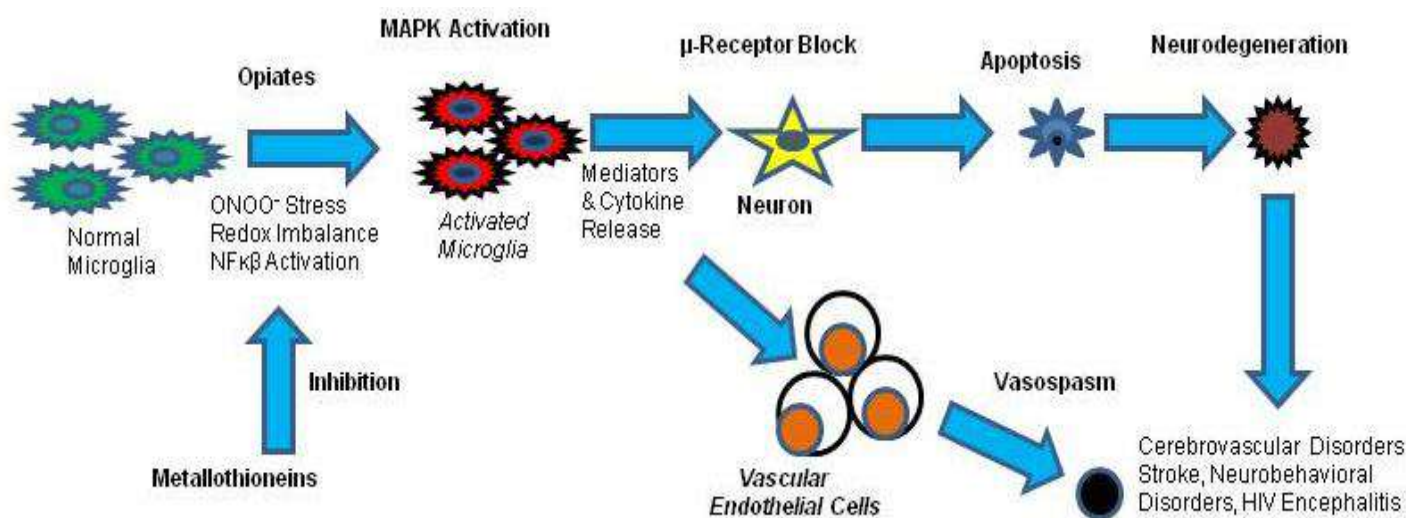 MAPK Activation
μ-Receptor Block
Neurodegeneration
Apoptosis
Opiates
ONOO⁻ Stress
Redox Imbalance
NFκβ Activation
Normal
Microglia
Activated
Microglia
Mediators
& Cytokine
Release
Neuron
Inhibition
Metallothioneins
Vascular
Endothelial Cells
Vasospasm
Cerebrovascular Disorders
Stroke, Neurobehavioral
Disorders, HIV Encephalitis